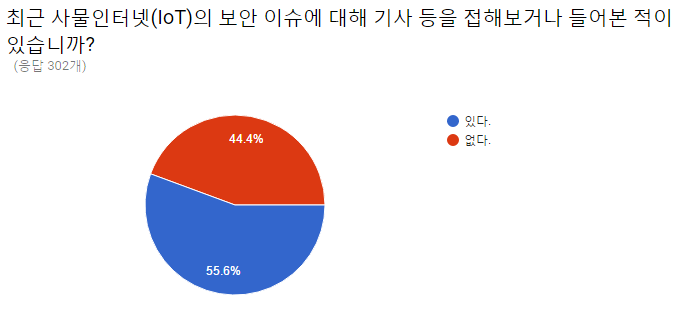 최근 사물인터넷(IoT)의 보안 이슈에 대해 기사 등을 접해보거나 들어본 적이
있습니까?
(응답 302개)
있다.
없다.
44.4%
55.6%